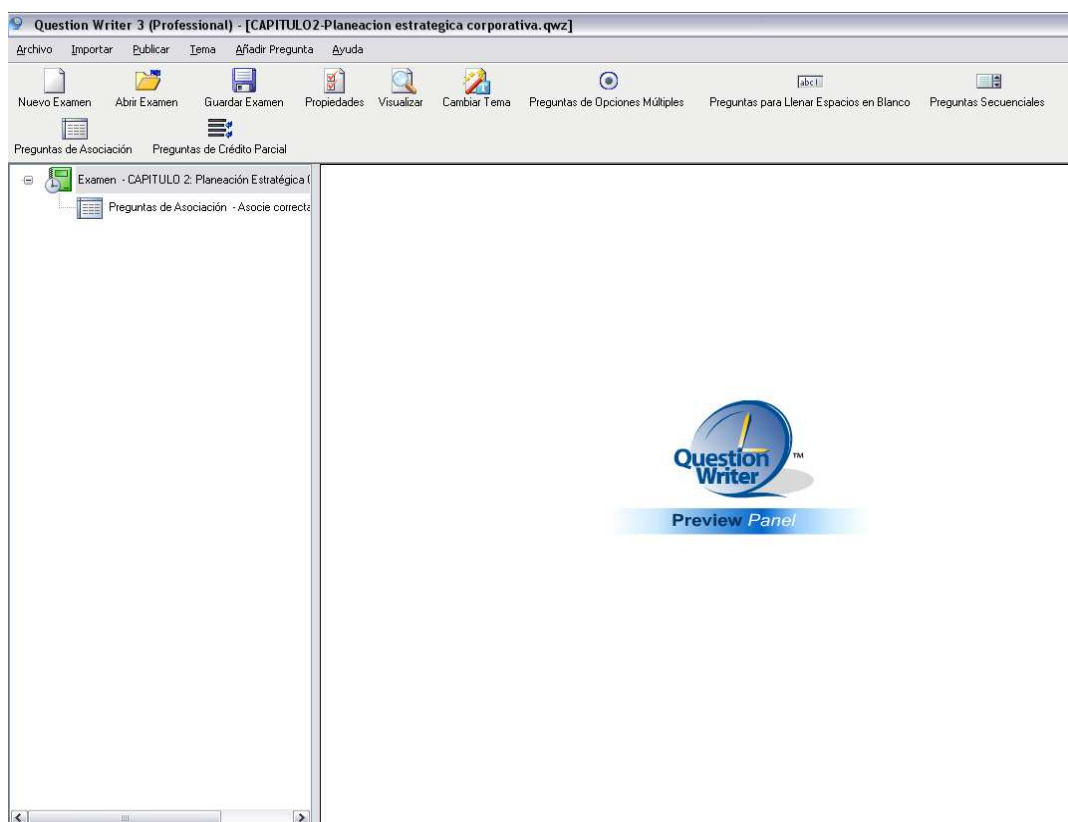 Question Writer 3 (Professional) - [CAPITULO2-Planeacion estrategica corporativa.qwz]
Archivo Importar Publicar Tema Añadir Pregunta Ayuda
Nuevo Examen Abrir Examen Guardar Examen Propiedades Visualizar Cambiar Tema Preguntas de Opciones Múltiples Preguntas para Llenar Espacios en Blanco Preguntas Secuenciales
Preguntas de Asociación Preguntas de Crédito Parcial
Examen - CAPITULO 2: Planeación Estratégica (
Preguntas de Asociación - Asocie correcta
Question
Writer ™
Preview Panel